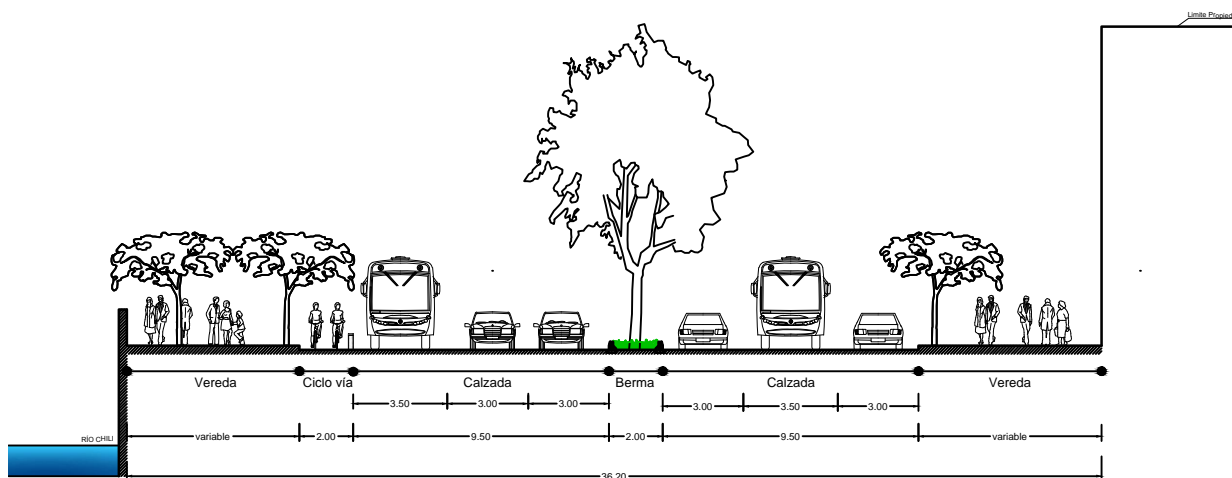 Limite Propied
Vereda Ciclo vía Calzada Berma Calzada Vereda
3.50 3.00 3.00 3.00 3.50 3.00
RÍO CHILI
variable 2.00 9.50 2.00 9.50 variable
36.20